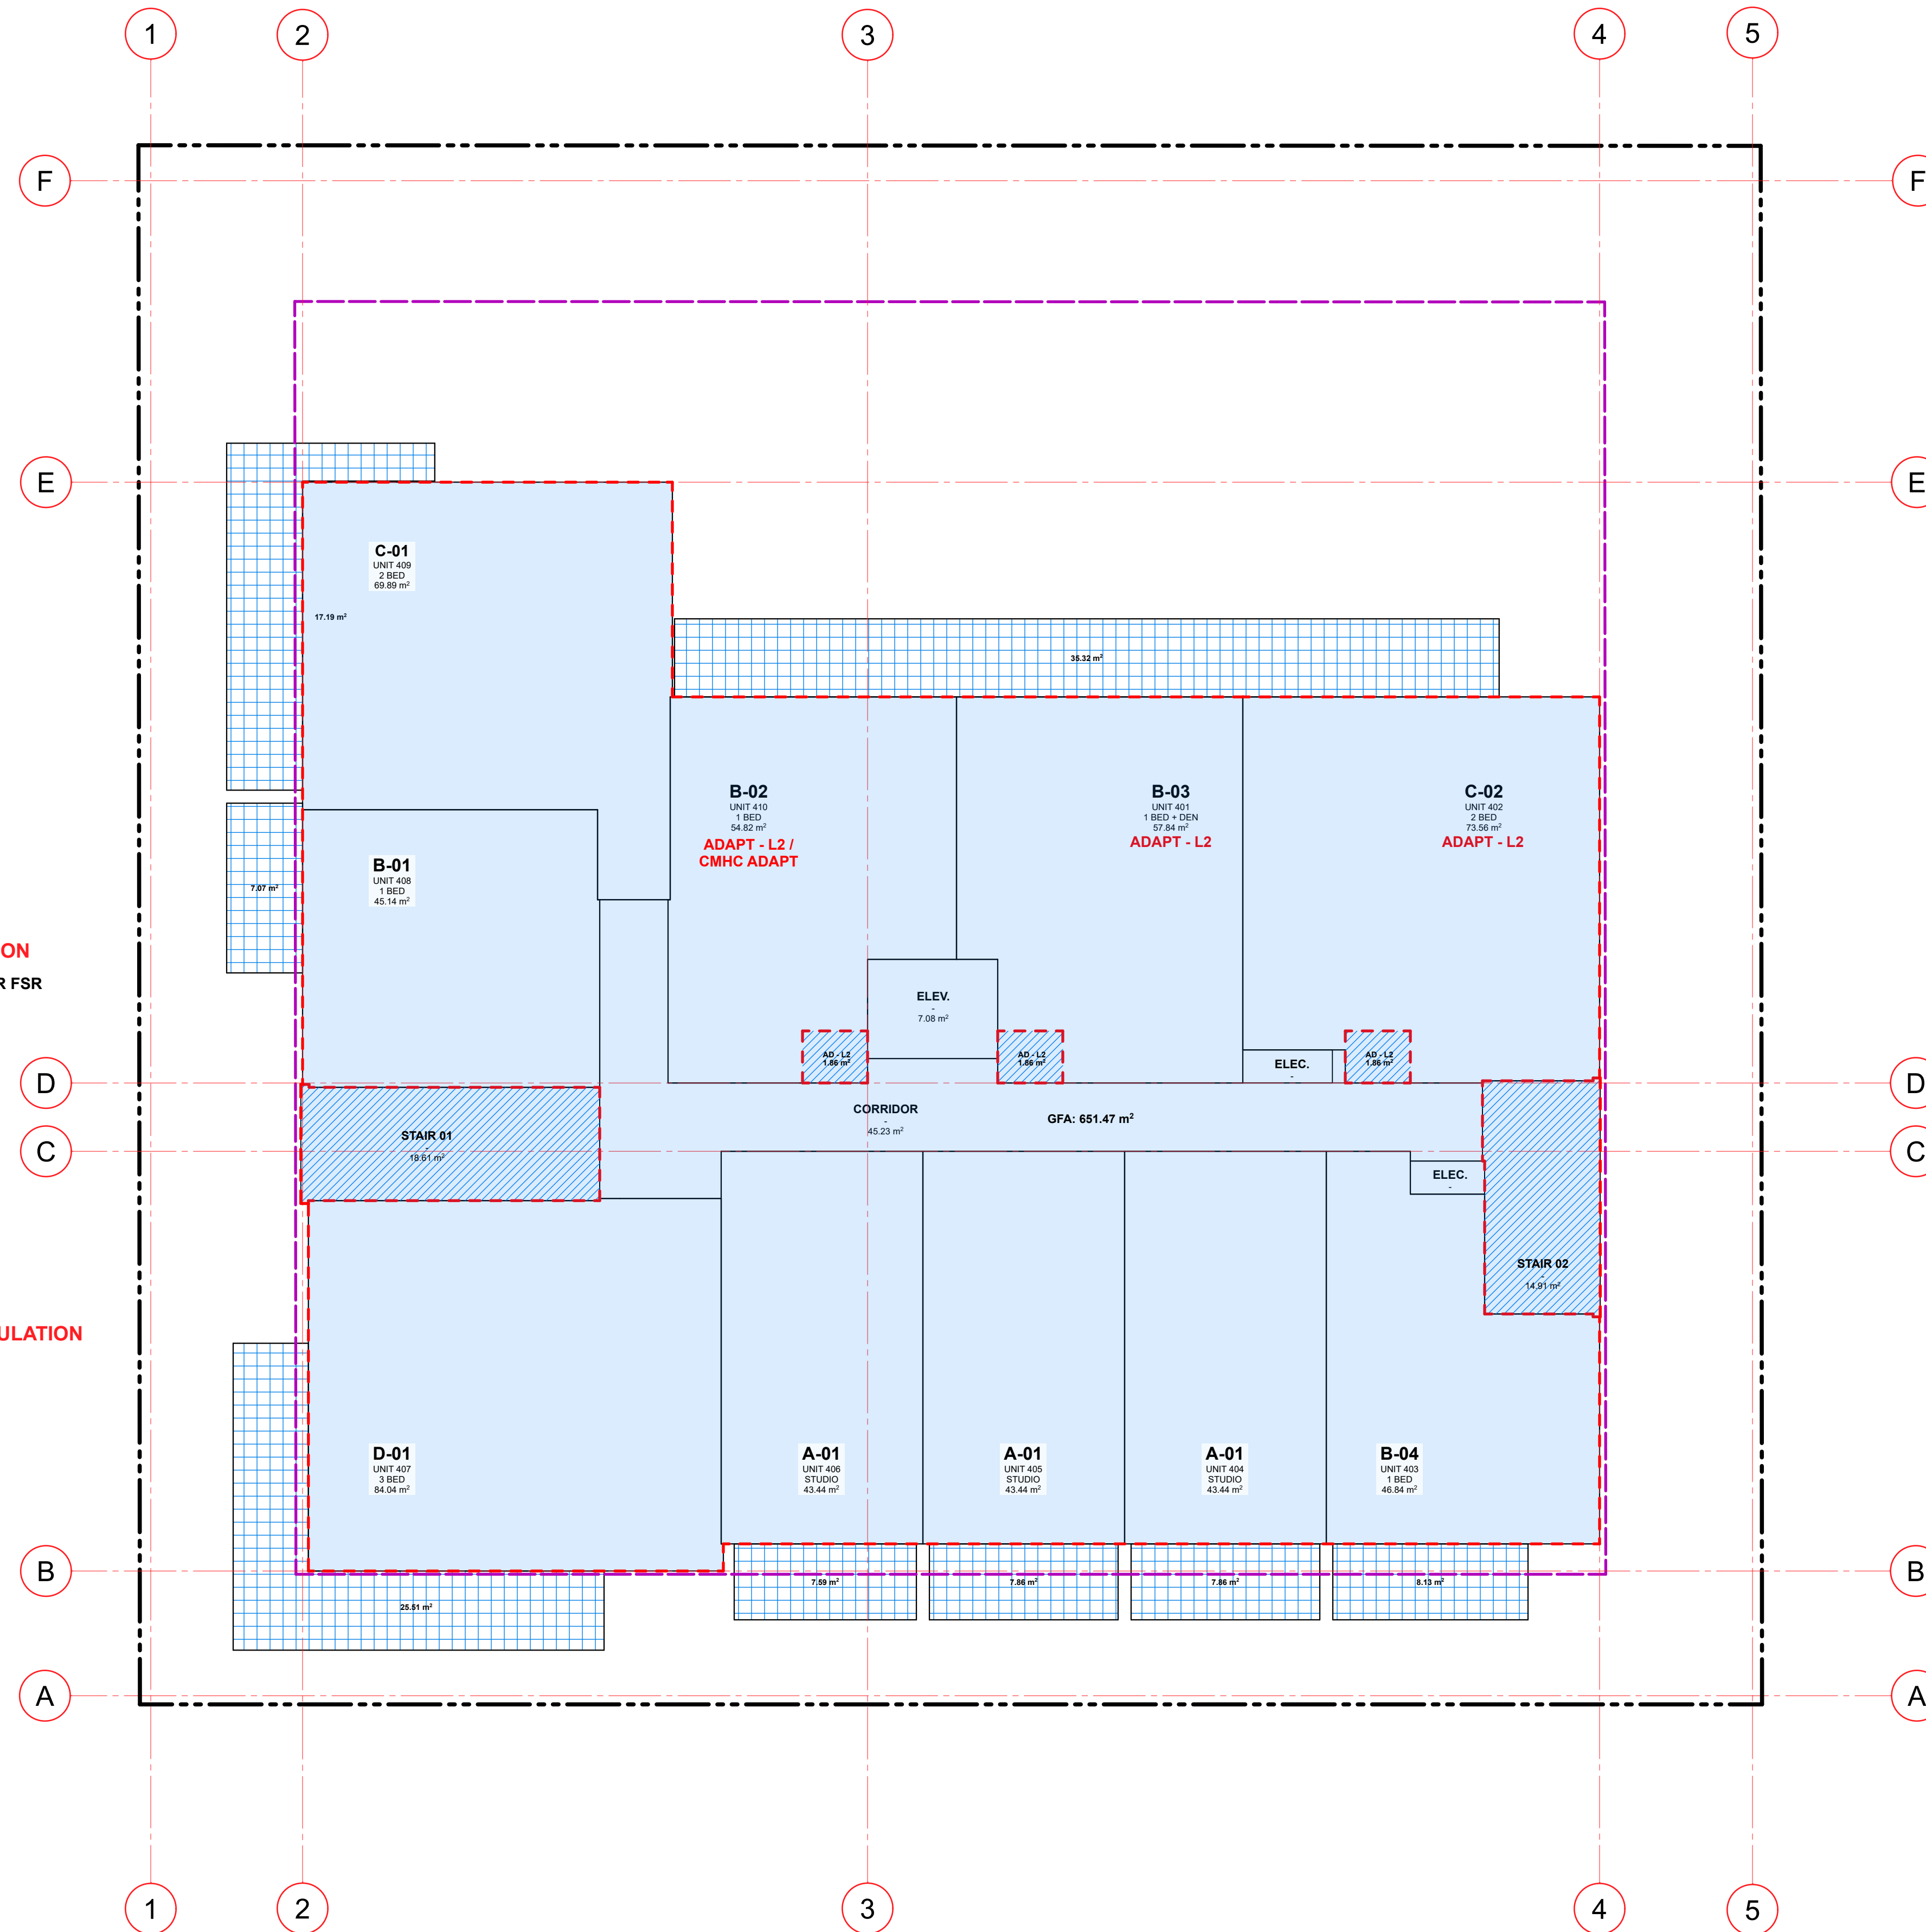 1
2
3
4
5
F
F
E
E
C-01
UNIT 409
2 BED
69.89 m²
17.19 m²
35.32 m²
B-02
UNIT 410
1 BED
54.82 m²
ADAPT - L2 /
CMHC ADAPT
B-03
UNIT 401
1 BED + DEN
57.84 m²
ADAPT - L2
C-02
UNIT 402
2 BED
73.56 m²
ADAPT - L2
B-01
UNIT 408
1 BED
45.14 m²
7.07 m²
ON
R FSR
ELEV.
-
7.08 m²
AD - L2
1.86 m²
AD - L2
1.86 m²
AD - L2
1.86 m²
ELEC.
-
D
D
CORRIDOR
-
45.23 m²
GFA: 651.47 m²
STAIR 01
-
18.61 m²
C
C
ELEC.
-
STAIR 02
-
14.91 m²
ULATION
D-01
UNIT 407
3 BED
84.04 m²
A-01
UNIT 406
STUDIO
43.44 m²
A-01
UNIT 405
STUDIO
43.44 m²
A-01
UNIT 404
STUDIO
43.44 m²
B-04
UNIT 403
1 BED
46.84 m²
B
B
7.59 m²
7.86 m²
7.86 m²
8.13 m²
25.51 m²
A
A
1
2
3
4
5